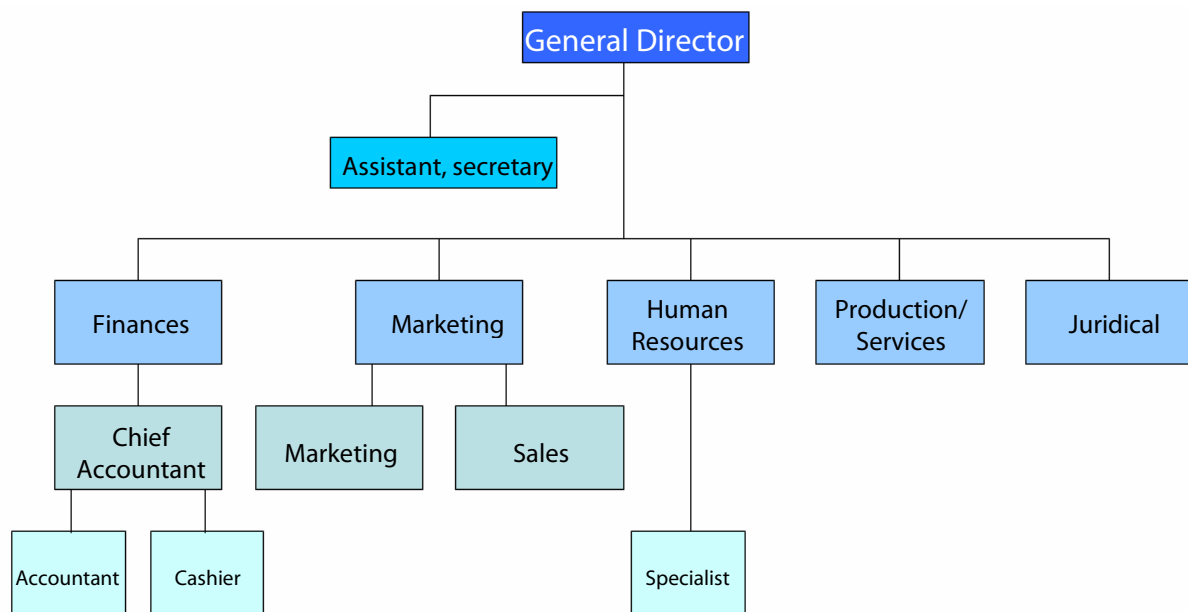 General Director
Assistant, secretary
Finances
Marketing
Human
Resources
Production/
Services
Juridical
Chief
Accountant
Marketing
Sales
Accountant
Cashier
Specialist